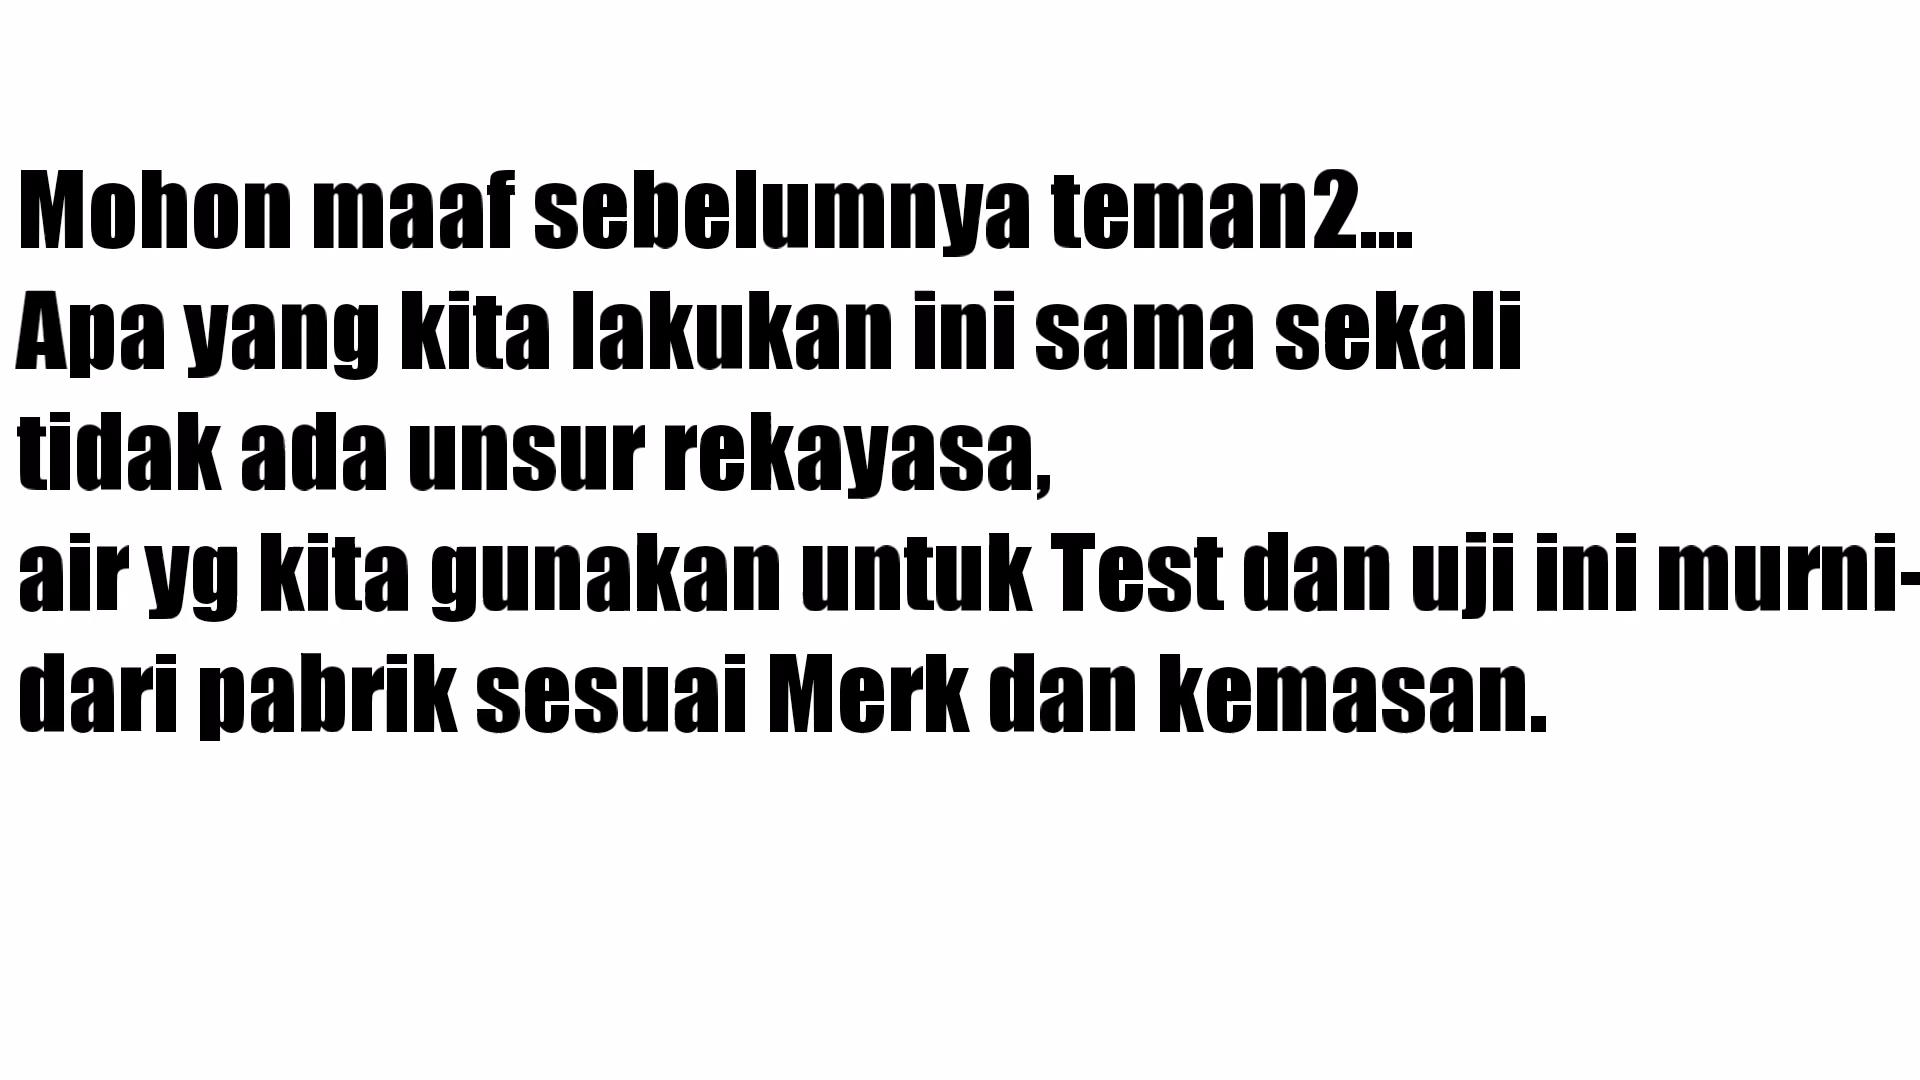 Mohon maaf sebelumnya teman2...
Apa yang kita lakukan ini sama sekali
tidak ada unsur rekayasa,
air yg kita gunakan untuk Test dan uji ini murni-
dari pabrik sesuai Merk dan kemasan.